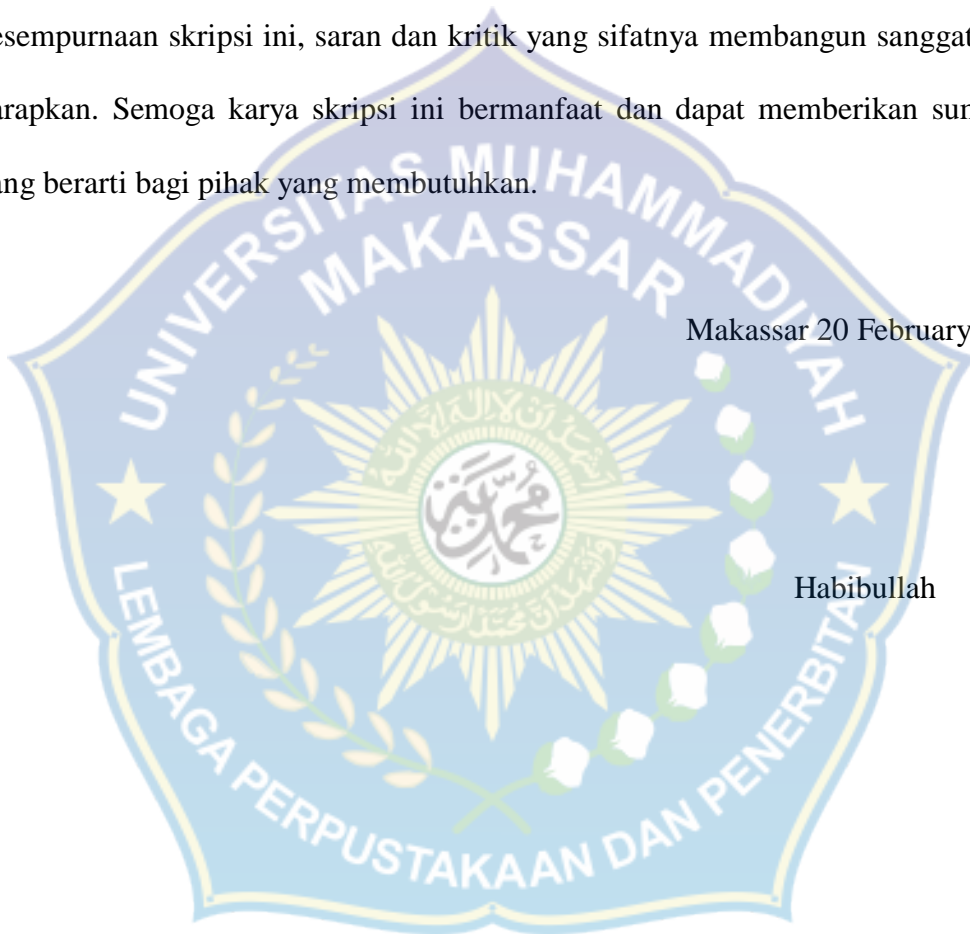 esempurnaan skripsi ini, saran dan kritik yang sifatnya membangun sanggat
arapkan. Semoga karya skripsi ini bermanfaat dan dapat memberikan sun
ang berarti bagi pihak yang membutuhkan.
UNIVERSITAS MUHAMMADIYAH
MAKASSAR
Makassar 20 February
Habibullah
LEMBAGA PERPUSTAKAAN DAN PENERBITAN